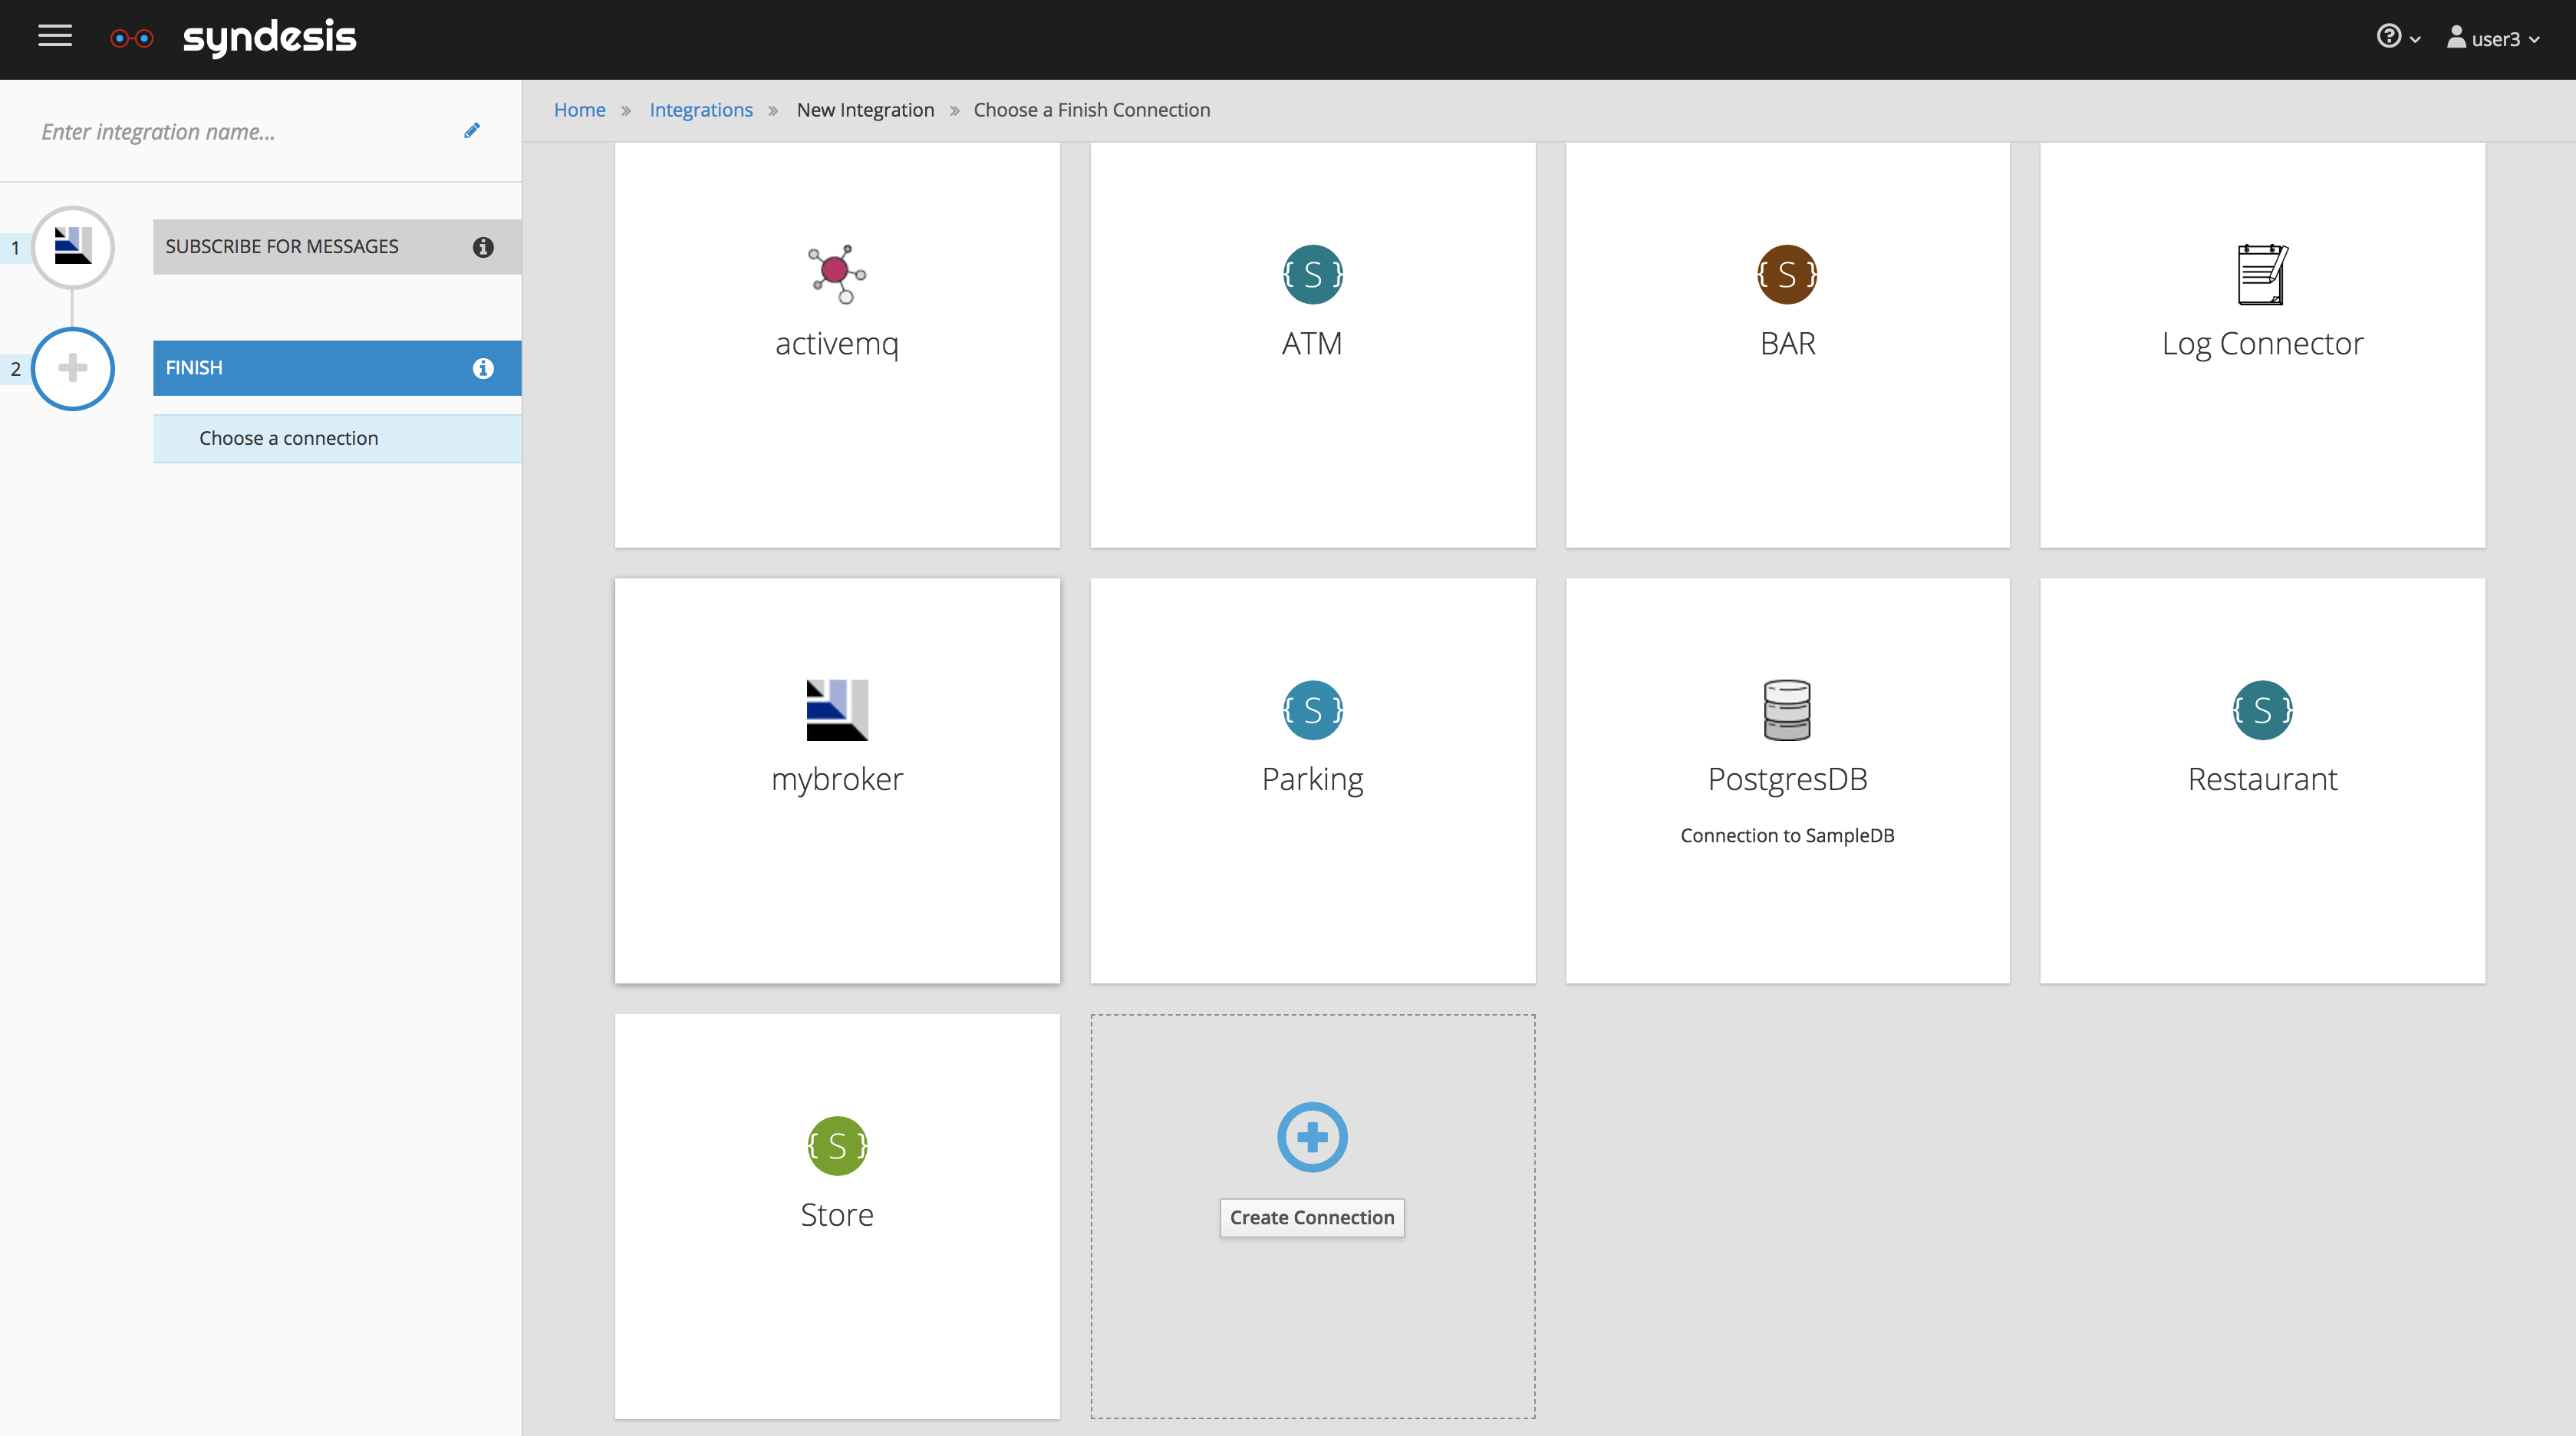 syndesis
user3
Enter integration name...
Home » Integrations » New Integration » Choose a Finish Connection
1
SUBSCRIBE FOR MESSAGES
2
FINISH
Choose a connection
activemq
{ S }
ATM
{ S }
BAR
Log Connector
mybroker
{ S }
Parking
PostgresDB
Connection to SampleDB
{ S }
Restaurant
{ S }
Store
Create Connection